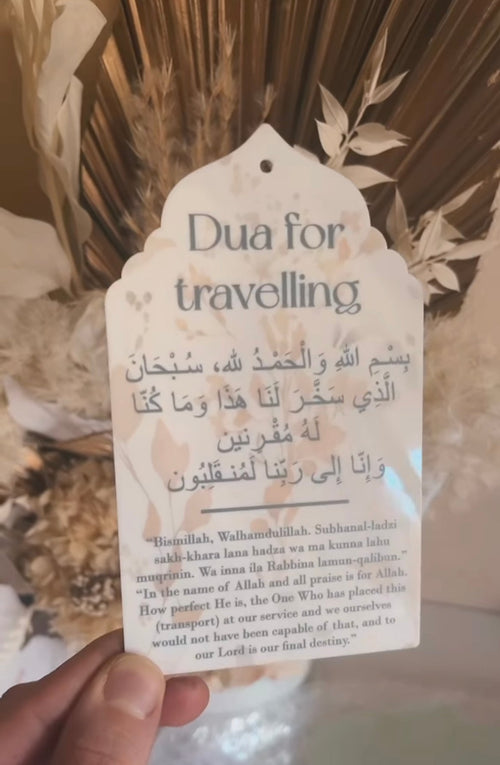 Dua for
travelling
بِسْمِ اللهِ وَالْحَمْدُ لله، سُبْحَانَ
الَّذِي سَخَّرَ لَنَا هَذَا وَمَا كُنَّا
لَهُ مُقْرِنين
وَإِنَّا إِلى رَبِّنا لَمُنقَلِبُون
"Bismillah, Walhamdulillah. Subhanal-ladzi
sakh-khara lana hadza wa ma kunna lahu
muqrinin. Wa inna ila Rabbina lamun-qalibun."
"In the name of Allah and all praise is for Allah.
How perfect He is, the One Who has placed this
(transport) at our service and we ourselves
would not have been capable of that, and to
our Lord is our final destiny."